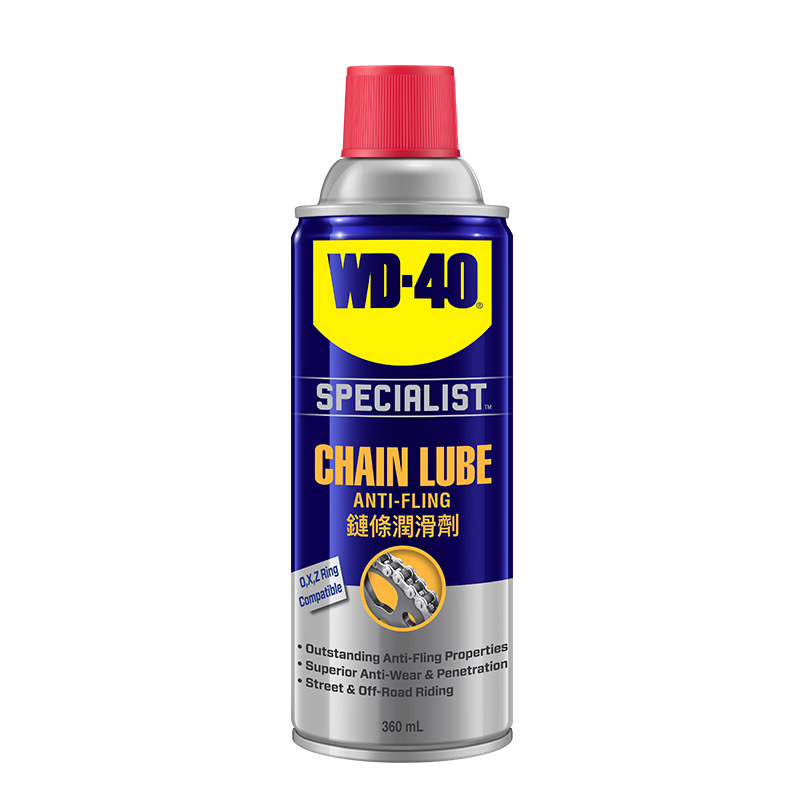 WD-40®
SPECIALIST™
CHAIN LUBE
ANTI-FLING
鏈條潤滑劑
O,X,Z Ring
Compatible
• Outstanding Anti-Fling Properties
• Superior Anti-Wear & Penetration
• Street & Off-Road Riding
360 mL